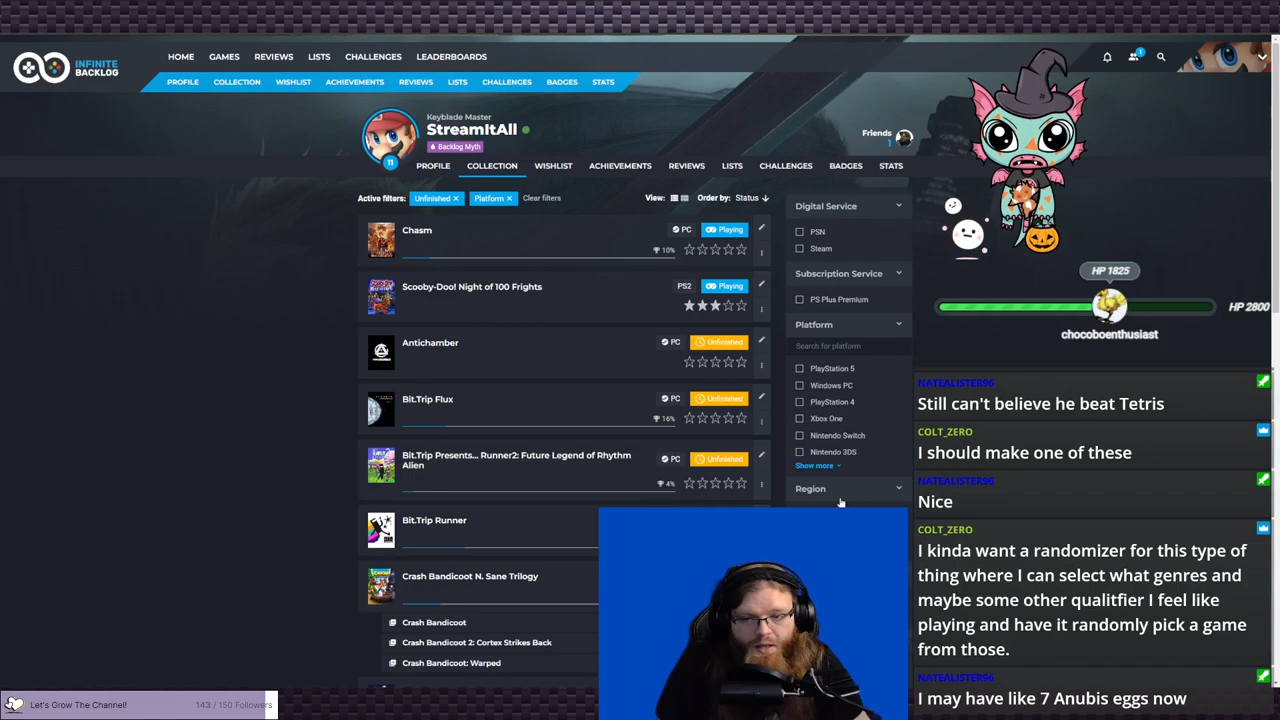 INFINITE
BACKLOG
HOME GAMES REVIEWS LISTS CHALLENGES LEADERBOARDS
1
PROFILE COLLECTION WISHLIST ACHIEVEMENTS REVIEWS LISTS CHALLENGES BADGES STATS
Keyblade Master
StreamItAll
Backlog Myth
11
Friends
1
PROFILE COLLECTION WISHLIST ACHIEVEMENTS REVIEWS LISTS CHALLENGES BADGES STATS
Active filters: Unfinished × Platform × Clear filters View: Order by: Status
Chasm PC Playing
10%
Scooby-Doo! Night of 100 Frights PS2 Playing
Antichamber PC Unfinished
Bit.Trip Flux PC Unfinished
16%
Bit.Trip Presents... Runner2: Future Legend of Rhythm
Alien
PC Unfinished
4%
Bit.Trip Runner
Crash Bandicoot N. Sane Trilogy
Crash Bandicoot
Crash Bandicoot 2: Cortex Strikes Back
Crash Bandicoot: Warped
Digital Service
PSN
Steam
Subscription Service
PS Plus Premium
Platform
Search for platform
PlayStation 5
Windows PC
PlayStation 4
Xbox One
Nintendo Switch
Nintendo 3DS
Show more
Region
HP 1825
HP 2800
chocoboenthusiast
NATEALISTER96
Still can't believe he beat Tetris
COLT_ZERO
I should make one of these
NATEALISTER96
Nice
COLT_ZERO
I kinda want a randomizer for this type of
thing where I can select what genres and
maybe some other qualitfier I feel like
playing and have it randomly pick a game
from those.
NATEALISTER96
I may have like 7 Anubis eggs now
Let's Grow The Channel! 143 / 150 Followers